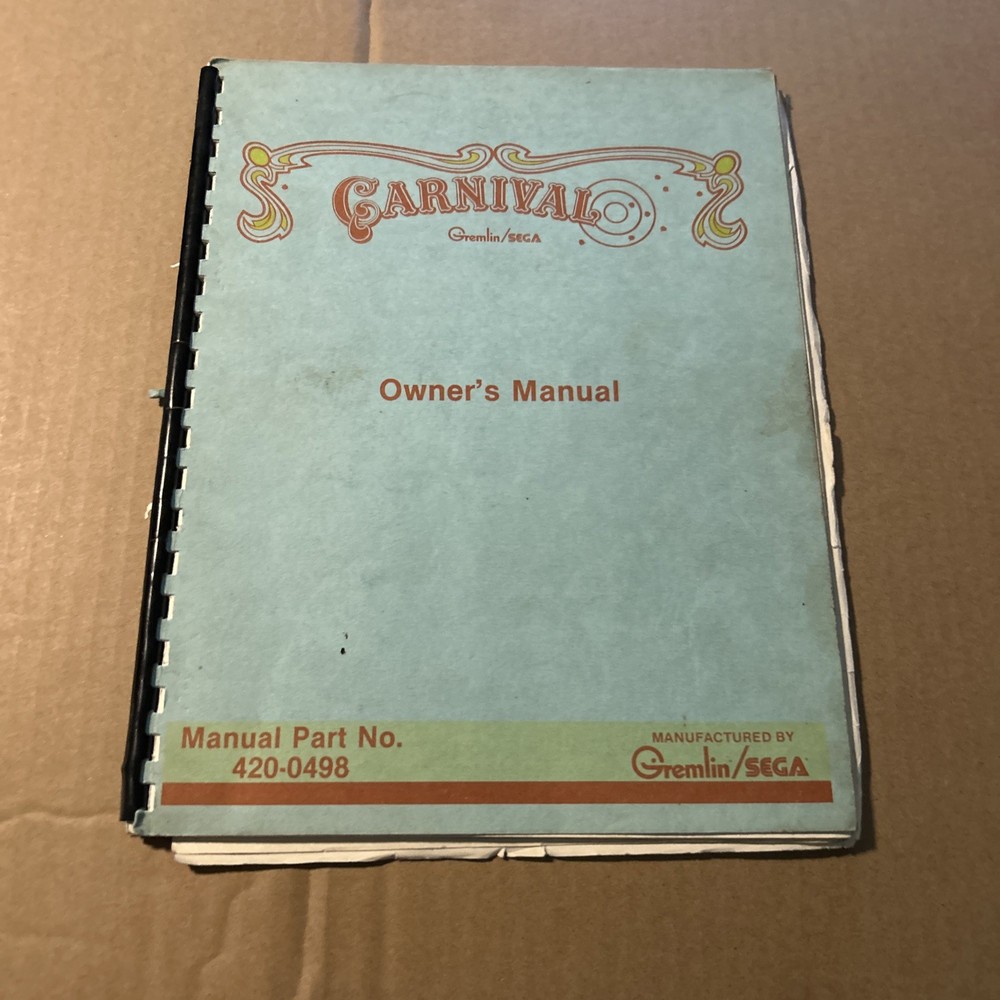 CARNIVAL
Gremlin/SEGA
Owner's Manual
Manual Part No.
420-0498
MANUFACTURED BY
Gremlin/SEGA